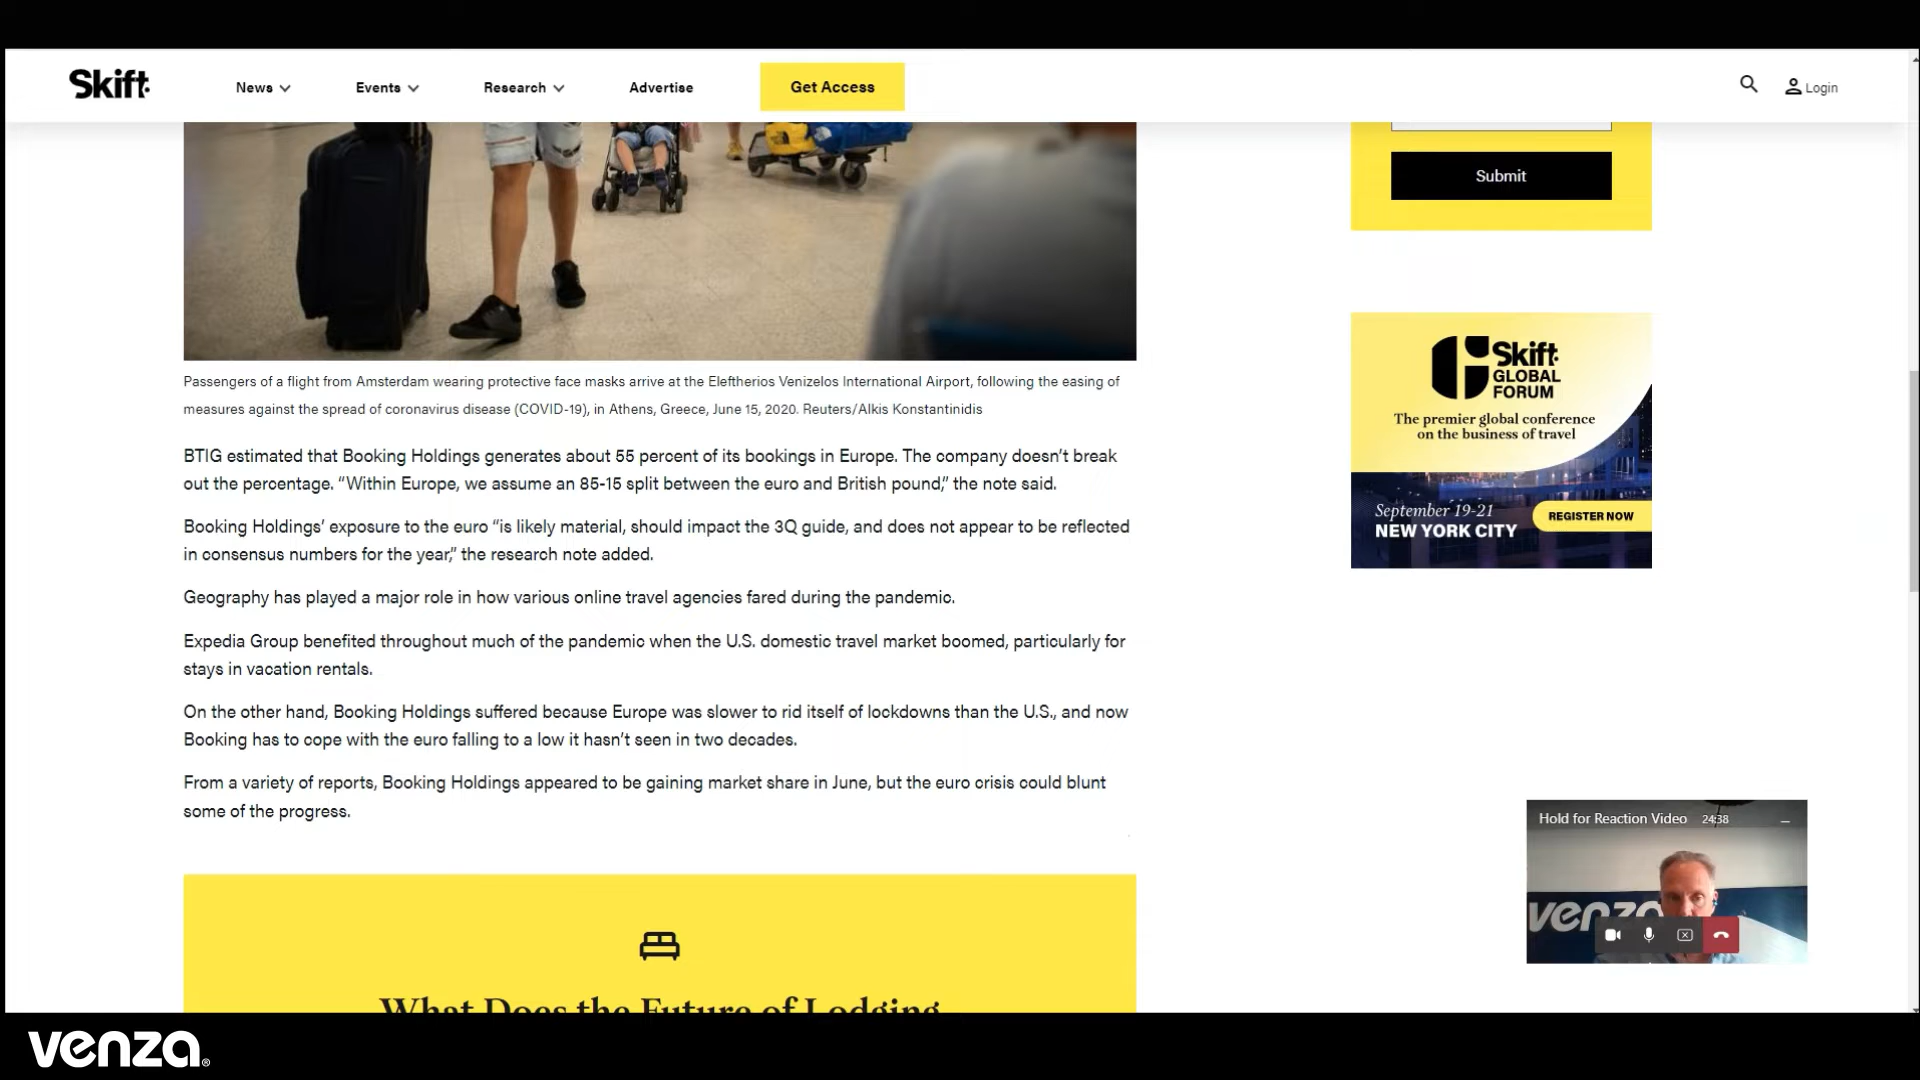 Skift
News
Events
Research
Advertise
Get Access
Login
Submit
Passengers of a flight from Amsterdam wearing protective face masks arrive at the Eleftherios Venizelos International Airport, following the easing of
measures against the spread of coronavirus disease (COVID-19), in Athens, Greece, June 15, 2020. Reuters/Alkis Konstantinidis
BTIG estimated that Booking Holdings generates about 55 percent of its bookings in Europe. The company doesn’t break
out the percentage. “Within Europe, we assume an 85-15 split between the euro and British pound,” the note said.
Booking Holdings’ exposure to the euro “is likely material, should impact the 3Q guide, and does not appear to be reflected
in consensus numbers for the year,” the research note added.
Geography has played a major role in how various online travel agencies fared during the pandemic.
Expedia Group benefited throughout much of the pandemic when the U.S. domestic travel market boomed, particularly for
stays in vacation rentals.
On the other hand, Booking Holdings suffered because Europe was slower to rid itself of lockdowns than the U.S., and now
Booking has to cope with the euro falling to a low it hasn’t seen in two decades.
From a variety of reports, Booking Holdings appeared to be gaining market share in June, but the euro crisis could blunt
some of the progress.
What Does the Future of Lodging
Skift
GLOBAL
FORUM
The premier global conference
on the business of travel
September 19-21
NEW YORK CITY
REGISTER NOW
Hold for Reaction Video 24:38
venza
venza®